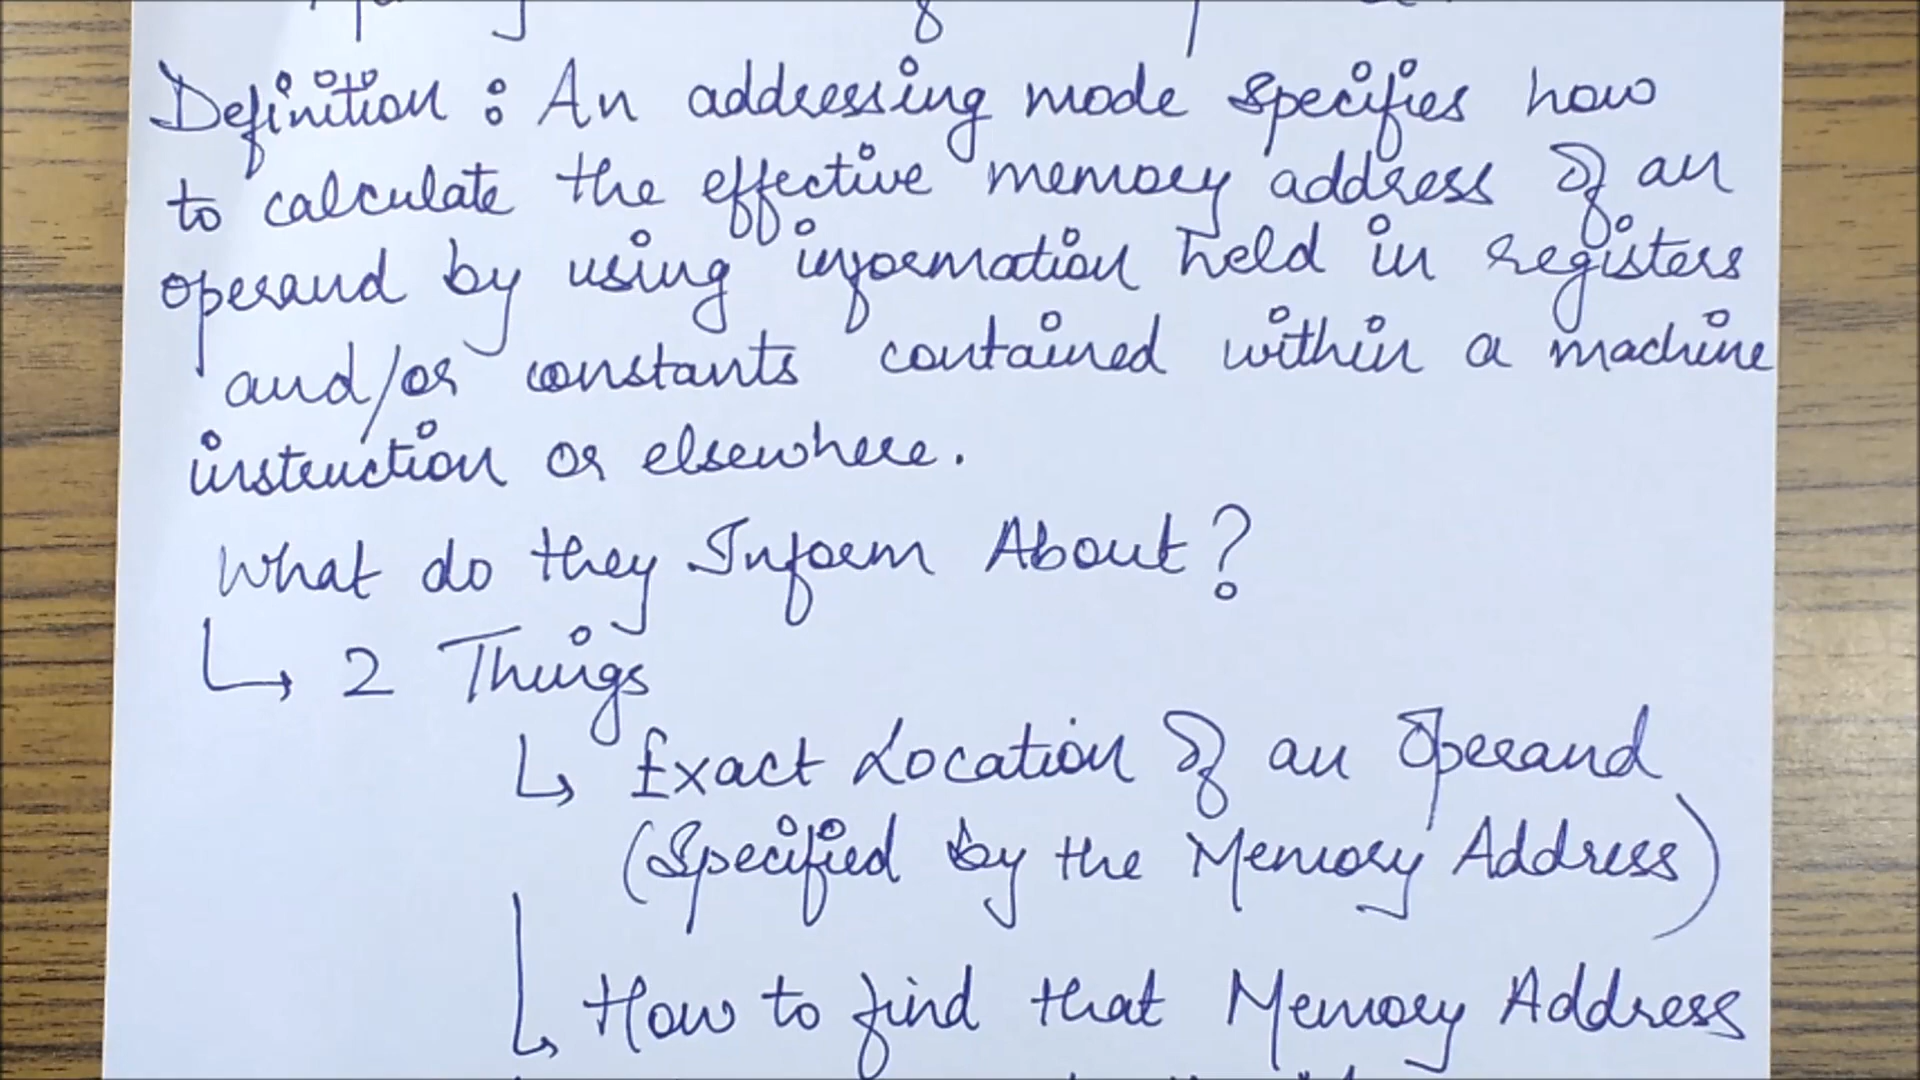 Definition : An addressing mode specifies how
to calculate the effective memory address of an
operand by using information held in registers
and/or constants contained within a machine
instruction or elsewhere.
What do they Inform About?
↳ 2 Things
↳ Exact Location of an Operand
(Specified by the Memory Address)
↳ How to find that Memory Address